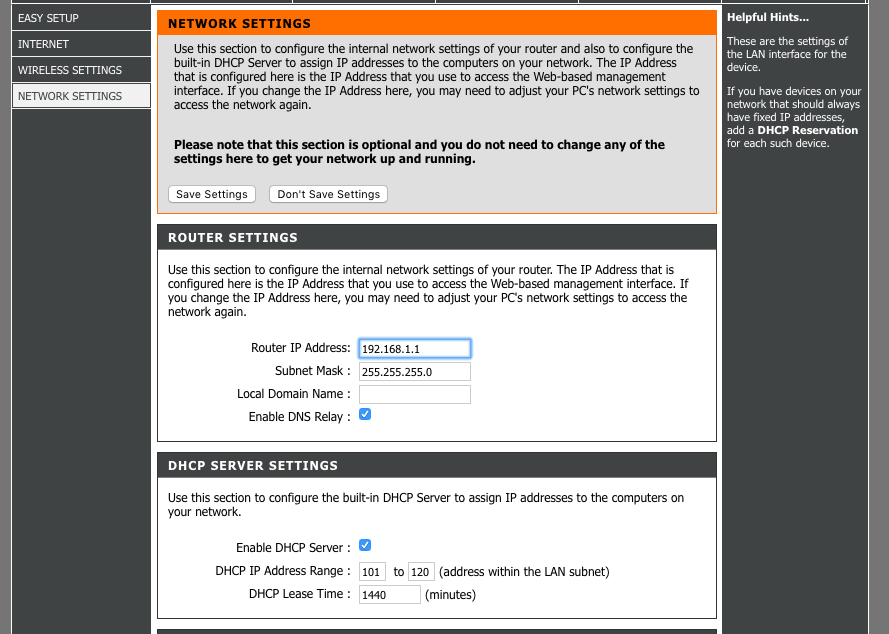 EASY SETUP
INTERNET
WIRELESS SETTINGS
NETWORK SETTINGS
NETWORK SETTINGS
Use this section to configure the internal network settings of your router and also to configure the
built-in DHCP Server to assign IP addresses to the computers on your network. The IP Address
that is configured here is the IP Address that you use to access the Web-based management
interface. If you change the IP Address here, you may need to adjust your PC's network settings to
access the network again.
Please note that this section is optional and you do not need to change any of the
settings here to get your network up and running.
Save Settings Don't Save Settings
ROUTER SETTINGS
Use this section to configure the internal network settings of your router. The IP Address that is
configured here is the IP Address that you use to access the Web-based management interface. If
you change the IP Address here, you may need to adjust your PC's network settings to access the
network again.
Router IP Address: 192.168.1.1
Subnet Mask : 255.255.255.0
Local Domain Name :
Enable DNS Relay :
DHCP SERVER SETTINGS
Use this section to configure the built-in DHCP Server to assign IP addresses to the computers on
your network.
Enable DHCP Server :
DHCP IP Address Range : 101 to 120 (address within the LAN subnet)
DHCP Lease Time : 1440 (minutes)
Helpful Hints...
These are the settings of
the LAN interface for the
device.
If you have devices on your
network that should always
have fixed IP addresses,
add a DHCP Reservation
for each such device.